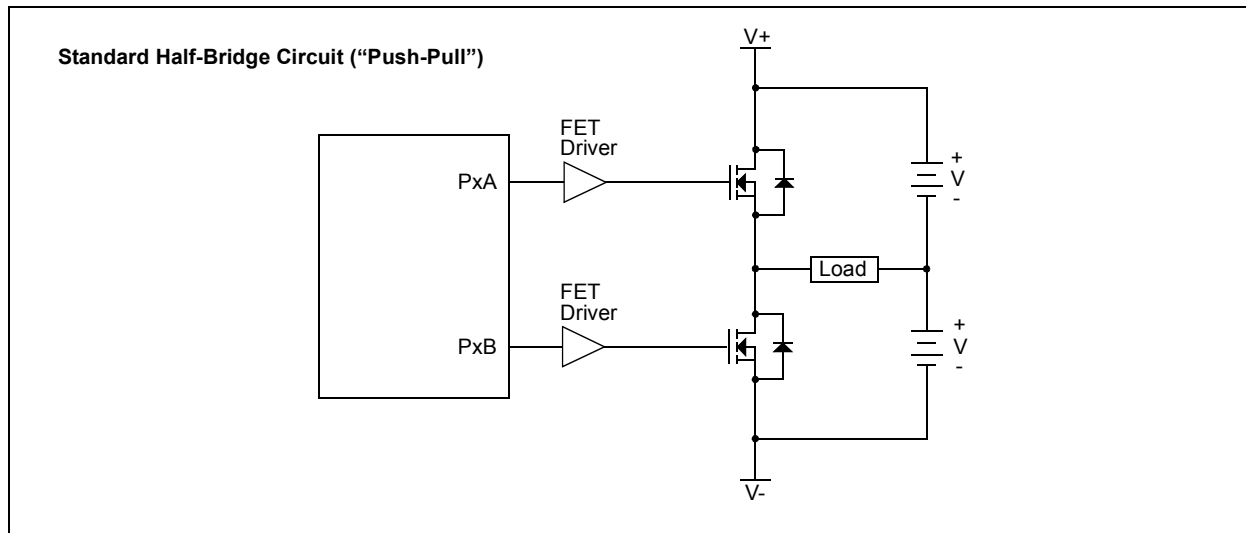 Standard Half-Bridge Circuit (“Push-Pull”)
V+
FET
Driver
PxA
+
V
-
Load
FET
Driver
PxB
+
V
-
V-